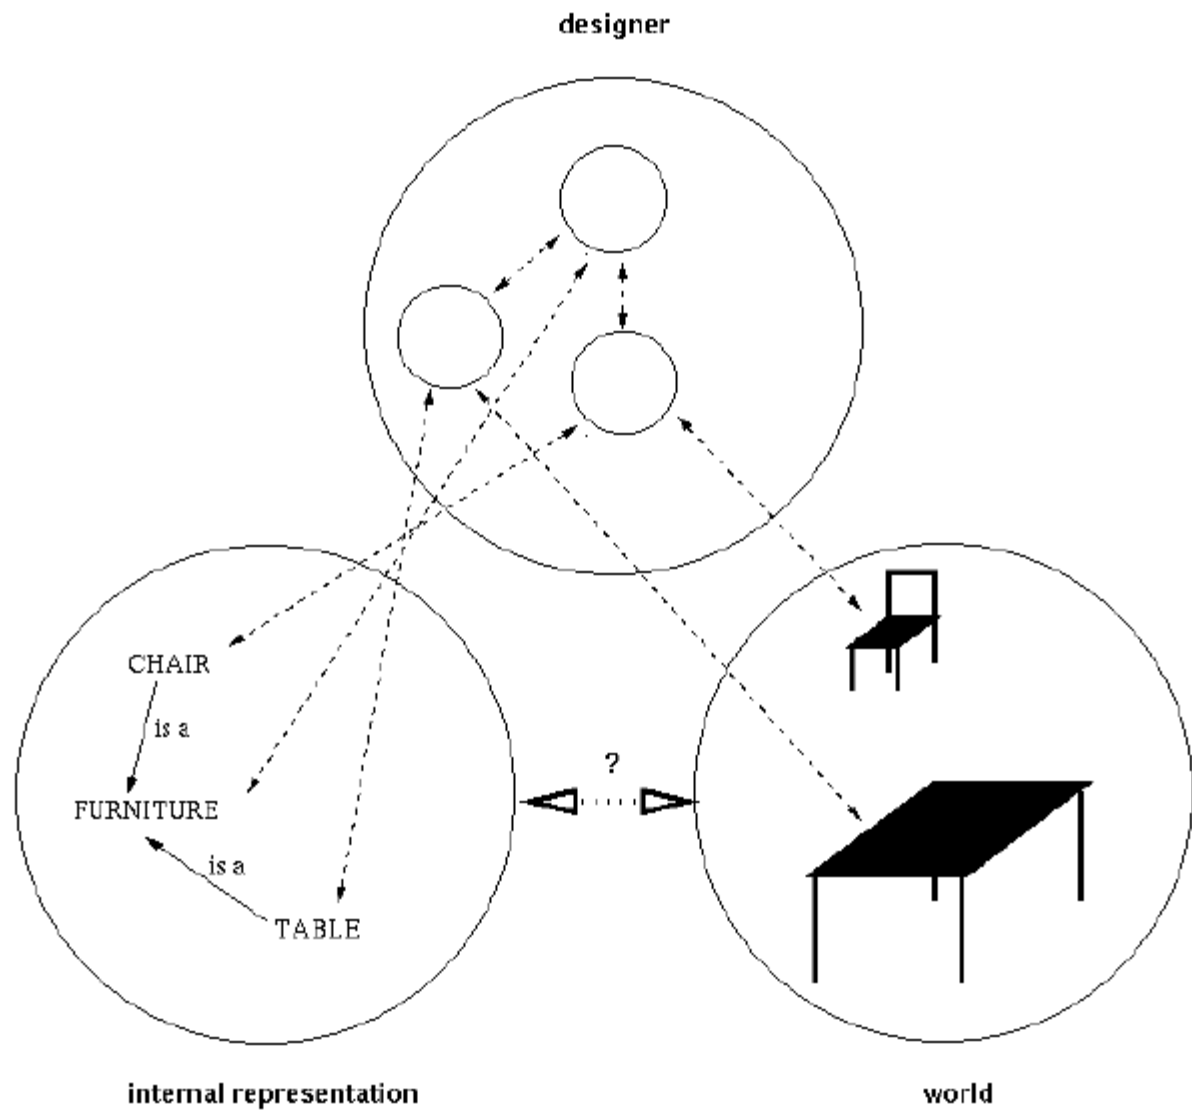 designer
CHAIR
is a
?
FURNITURE
is a
TABLE
internal representation
world